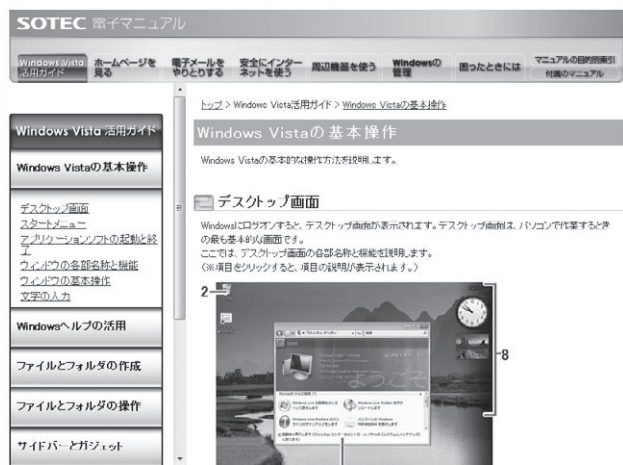 SOTEC 電子マニュアル
Windows Vista 活用ガイド
ホームページを見る
電子メールをやりとりする
安全にインターネットを使う
周辺機器を使う
Windowsの管理
困ったときには
マニュアルの目的別索引
付属のマニュアル
トップ > Windows Vista活用ガイド > Windows Vistaの基本操作
Windows Vista 活用ガイド
Windows Vistaの基本操作
デスクトップ画面
スタートメニュー
アプリケーションソフトの起動と終
了
ウィンドウの各部名称と機能
ウィンドウの基本操作
文字の入力
Windowsヘルプの活用
ファイルとフォルダの作成
ファイルとフォルダの操作
サイドバーとガジェット
Windows Vistaの基本操作
Windows Vistaの基本的な操作方法を説明します。
デスクトップ画面
Windowsにログオンすると、デスクトップ画面が表示されます。デスクトップ画面は、パソコンで作業するとき
の最も基本的な画面です。
ここでは、デスクトップ画面の各部名称と機能を説明します。
(※項目をクリックすると、項目の説明が表示されます。)
2
8
ようこそ